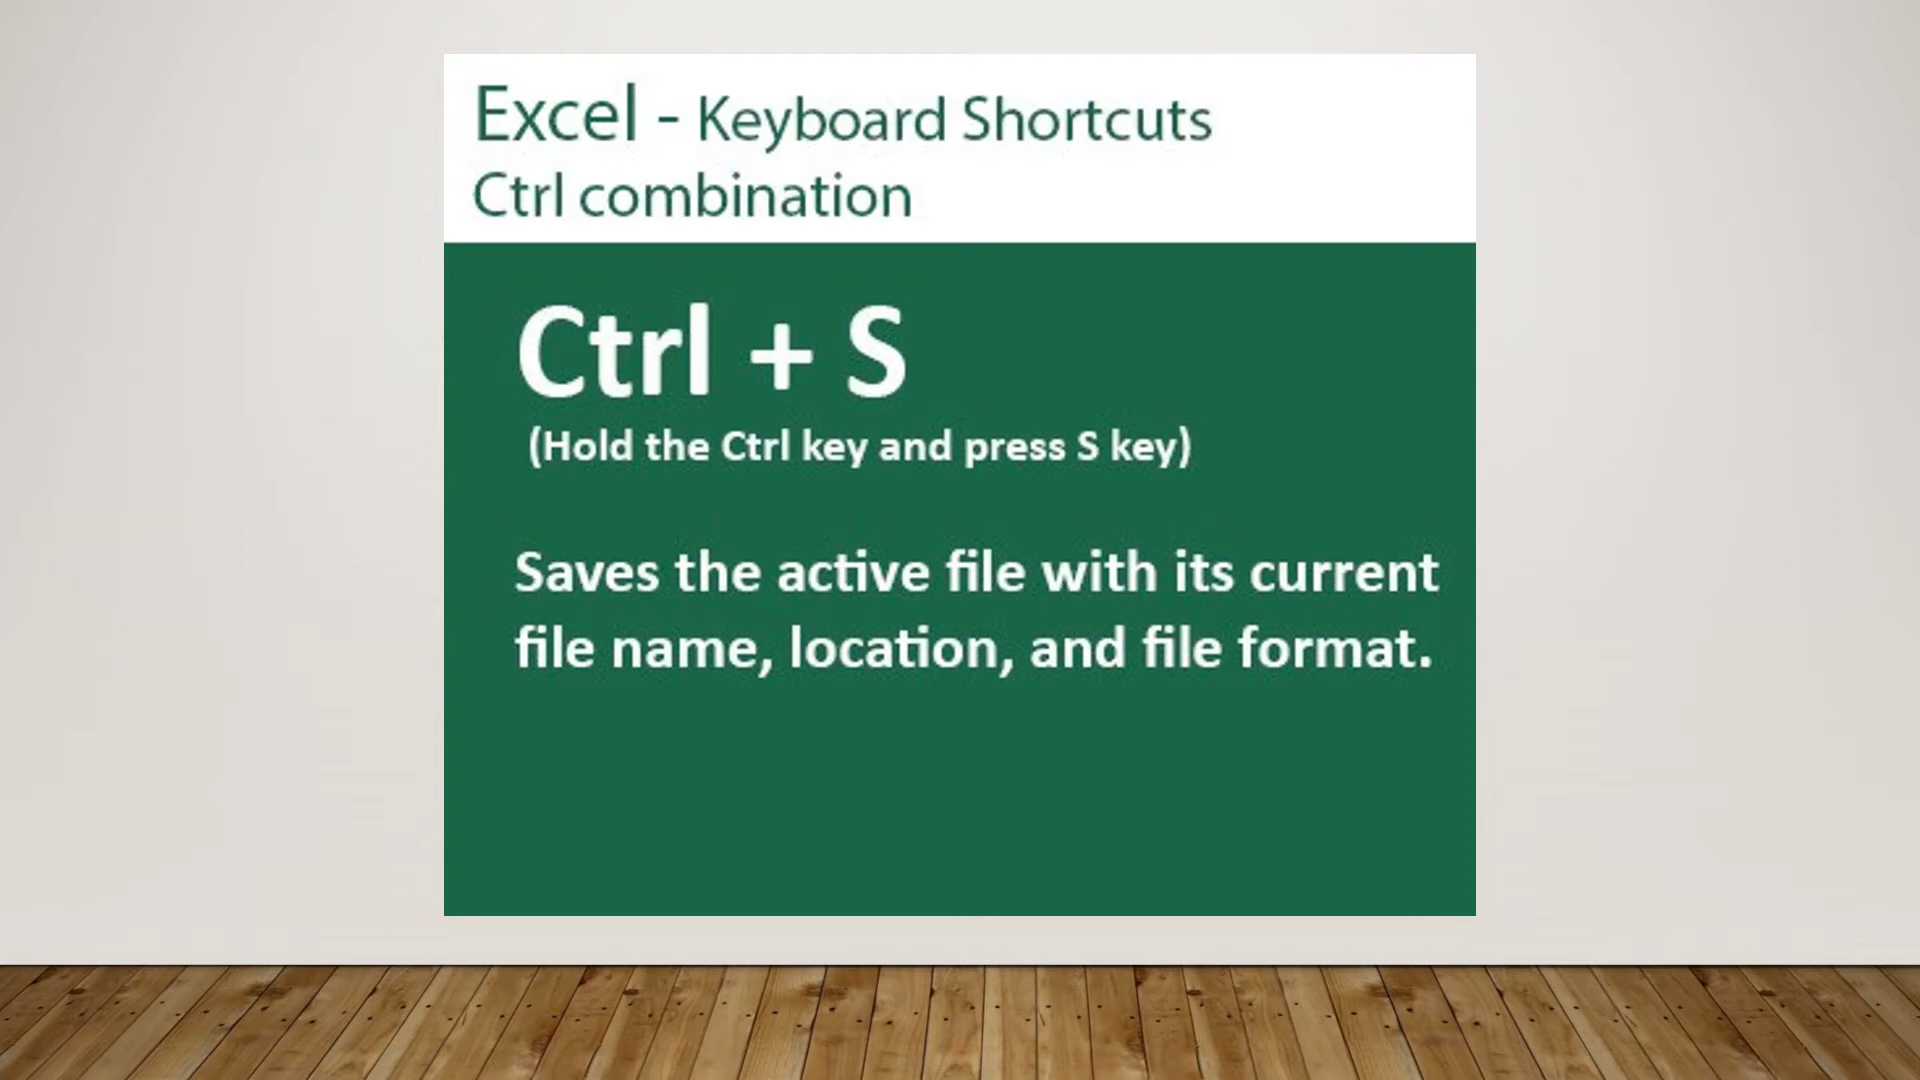 Excel - Keyboard Shortcuts
Ctrl combination
Ctrl + S
(Hold the Ctrl key and press S key)
Saves the active file with its current
file name, location, and file format.